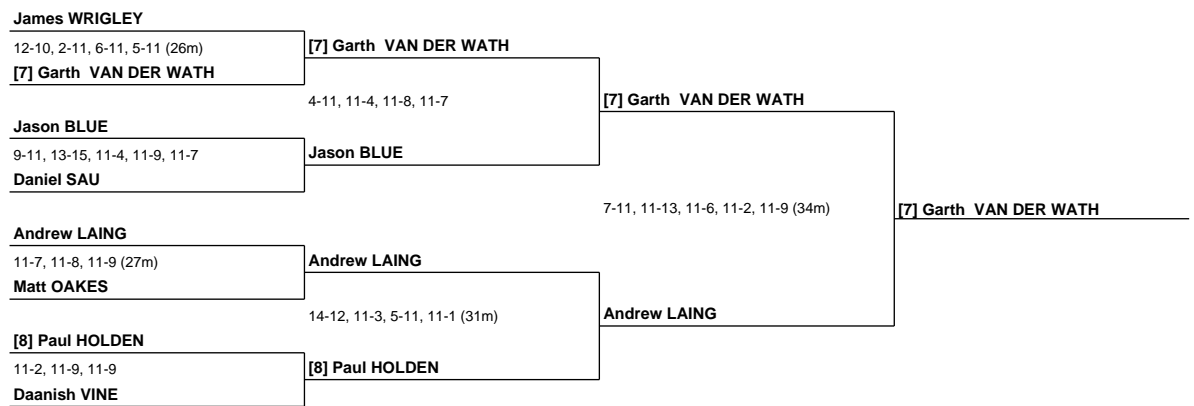 James WRIGLEY
12-10, 2-11, 6-11, 5-11 (26m)
[7] Garth  VAN DER WATH
[7] Garth  VAN DER WATH
4-11, 11-4, 11-8, 11-7
[7] Garth  VAN DER WATH
Jason BLUE
9-11, 13-15, 11-4, 11-9, 11-7
Jason BLUE
Daniel SAU
7-11, 11-13, 11-6, 11-2, 11-9 (34m)
[7] Garth  VAN DER WATH
Andrew LAING
11-7, 11-8, 11-9 (27m)
Andrew LAING
Matt OAKES
14-12, 11-3, 5-11, 11-1 (31m)
Andrew LAING
[8] Paul HOLDEN
11-2, 11-9, 11-9
[8] Paul HOLDEN
Daanish VINE